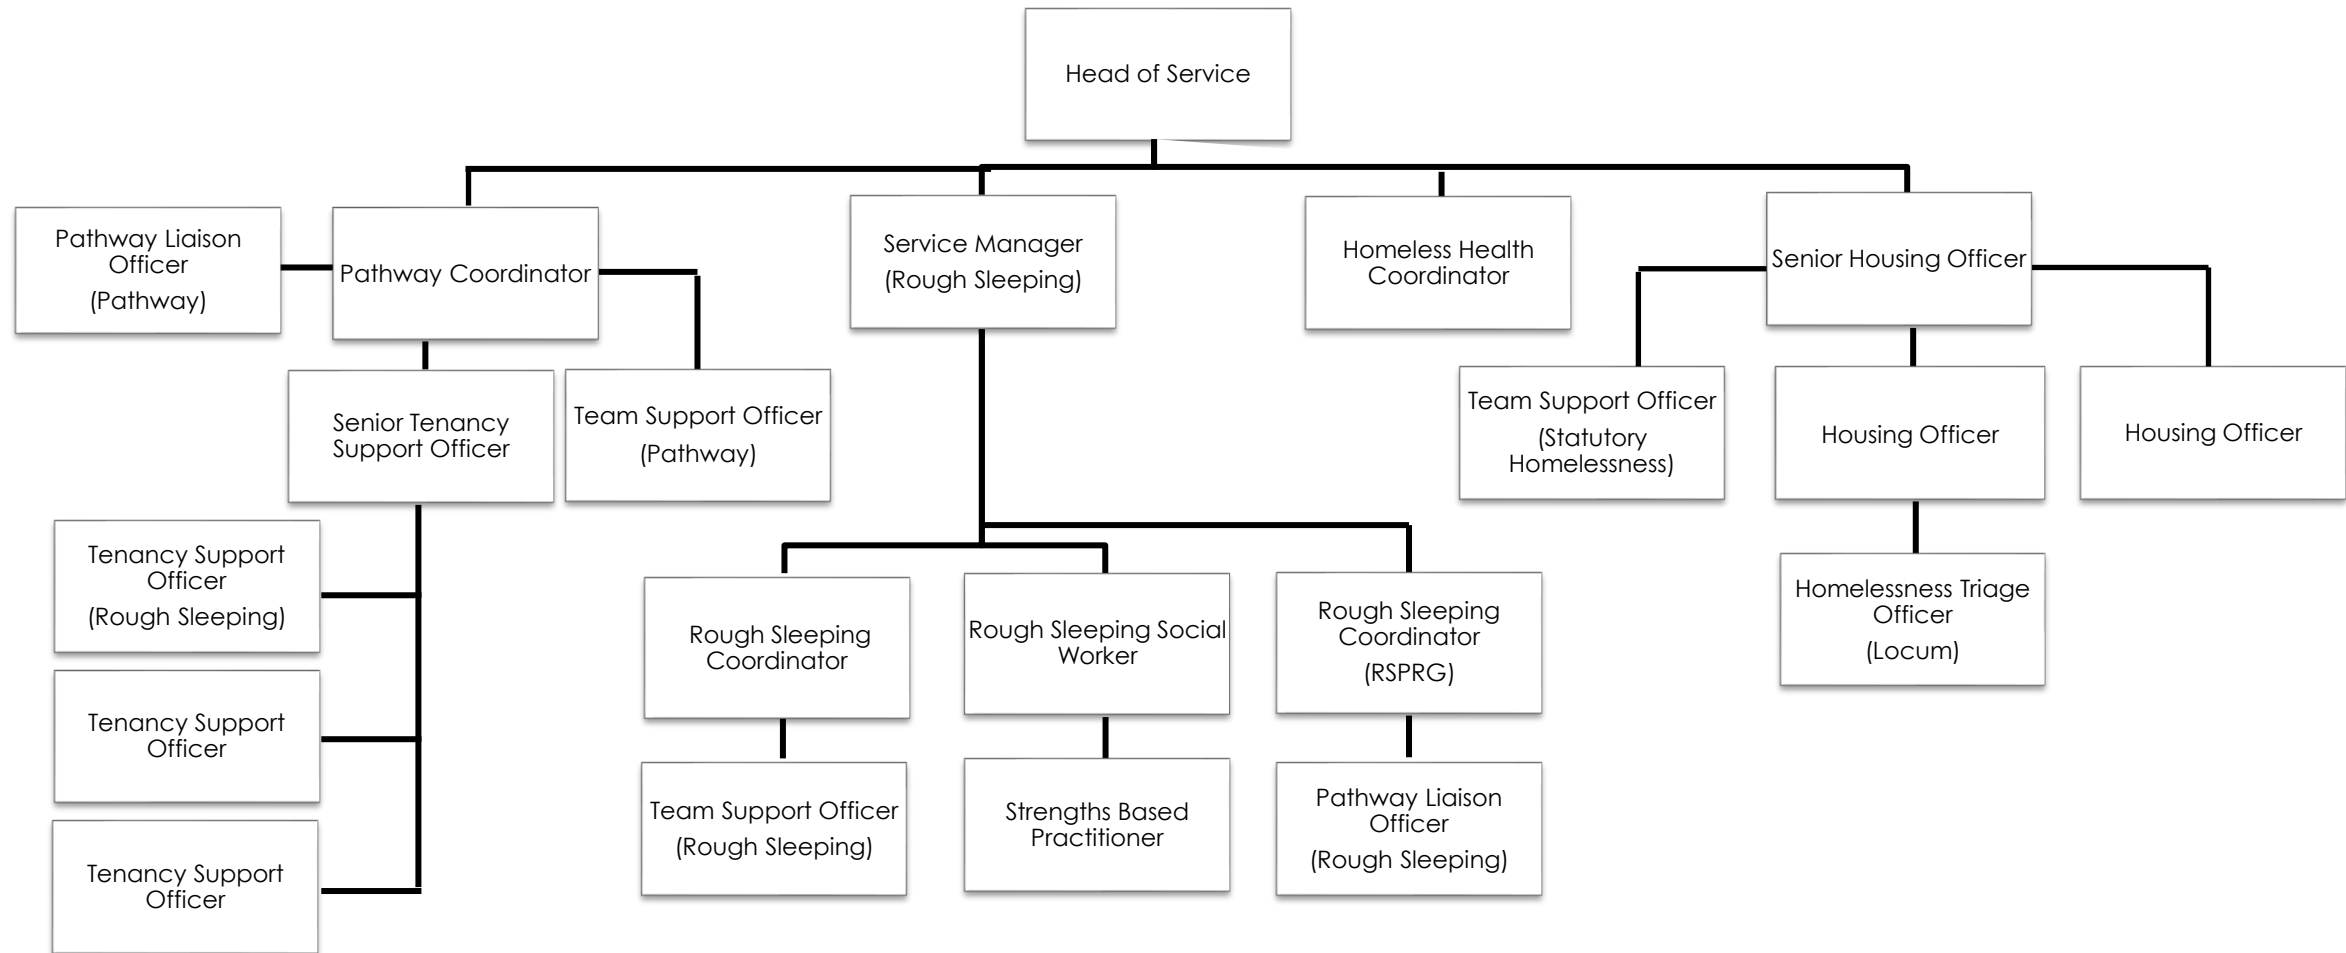 Head of Service
Pathway Liaison
Officer
(Pathway)
Pathway Coordinator
Service Manager
(Rough Sleeping)
Homeless Health
Coordinator
Senior Housing Officer
Senior Tenancy
Support Officer
Team Support Officer
(Pathway)
Team Support Officer
(Statutory
Homelessness)
Housing Officer
Housing Officer
Tenancy Support
Officer
(Rough Sleeping)
Tenancy Support
Officer
Tenancy Support
Officer
Rough Sleeping
Coordinator
Rough Sleeping Social
Worker
Rough Sleeping
Coordinator
(RSPRG)
Homelessness Triage
Officer
(Locum)
Team Support Officer
(Rough Sleeping)
Strengths Based
Practitioner
Pathway Liaison
Officer
(Rough Sleeping)